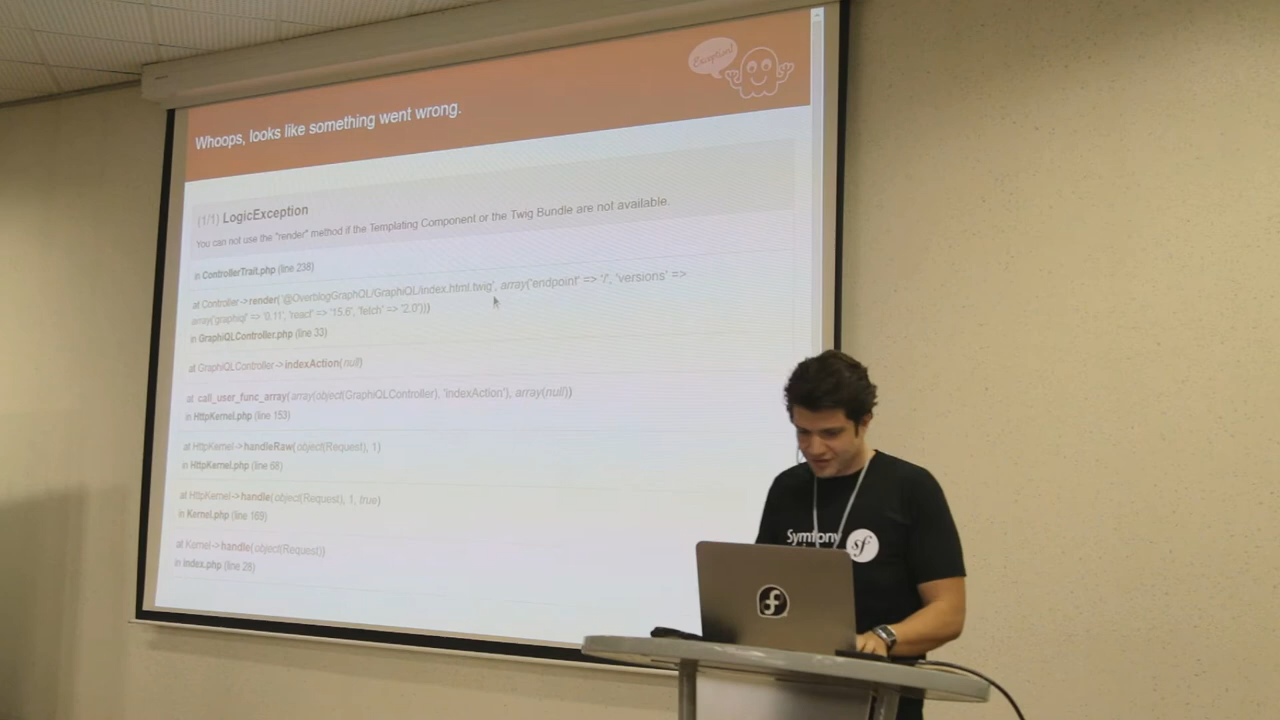 Exception!
Whoops, looks like something went wrong.
(1/1) LogicException
You can not use the "render" method if the Templating Component or the Twig Bundle are not available.
in ControllerTrait.php (line 238)
at Controller->render('@OverblogGraphQL/GraphiQL/index.html.twig', array('endpoint' => '/', 'versions' =>
array('graphiql' => '0.11', 'react' => '15.6', 'fetch' => '2.0')))
in GraphiQLController.php (line 33)
at GraphiQLController->indexAction(null)
at call_user_func_array(array(object(GraphiQLController), 'indexAction'), array(null))
in HttpKernel.php (line 153)
at HttpKernel->handleRaw(object(Request), 1)
in HttpKernel.php (line 68)
at HttpKernel->handle(object(Request), 1, true)
in Kernel.php (line 169)
at Kernel->handle(object(Request))
in index.php (line 28)
Symfony
sf